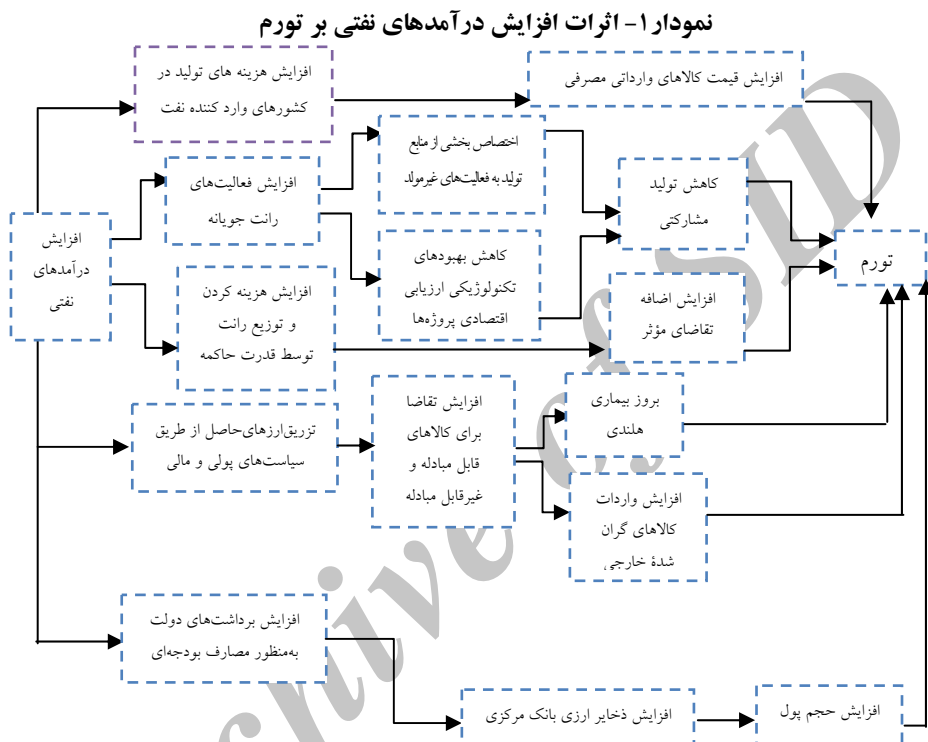 نمودار ۱- اثرات افزایش درآمدهای نفتی بر تورم
افزایش هزینه های تولید در
کشورهای وارد کننده نفت
افزایش قیمت کالاهای وارداتی مصرفی
افزایش فعالیت‌های
رانت جویانه
اختصاص بخشی از منابع
تولید به فعالیت‌های غیرمولد
کاهش تولید
مشارکتی
افزایش
درآمدهای
نفتی
کاهش بهبودهای
تکنولوژیکی ارزیابی
اقتصادی پروژه‌ها
تورم
افزایش هزینه کردن
و توزیع رانت
توسط قدرت حاکمه
افزایش اضافه
تقاضای مؤثر
تزریق‌ارزهای‌حاصل از طریق
سیاست‌های پولی و مالی
افزایش تقاضا
برای کالاهای
قابل مبادله و
غیرقابل مبادله
بروز بیماری
هلندی
افزایش واردات
کالاهای گران
شدهٔ خارجی
افزایش برداشت‌های دولت
به‌منظور مصارف بودجه‌ای
افزایش ذخایر ارزی بانک مرکزی
افزایش حجم پول
hive of SID